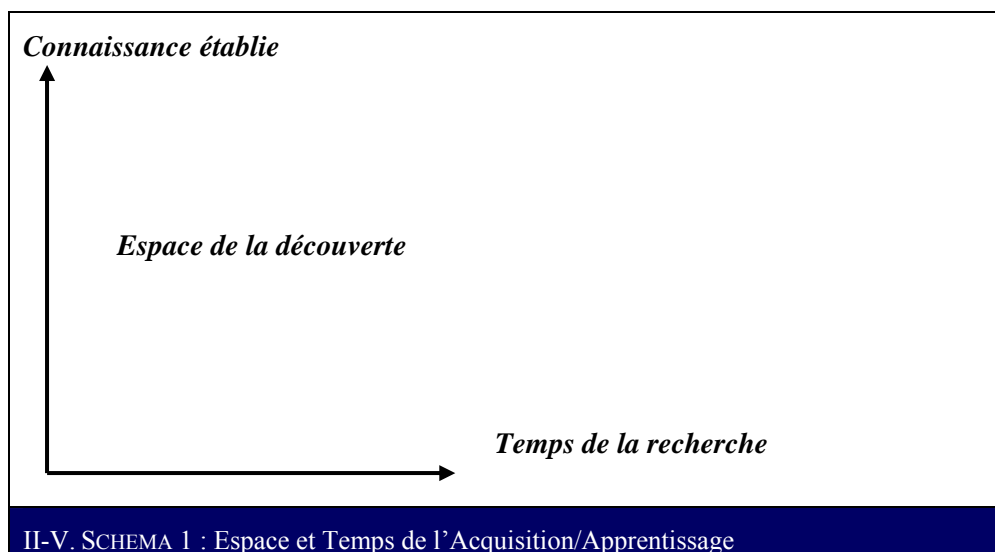 Connaissance établie
Espace de la découverte
Temps de la recherche
II-V. SCHEMA 1 : Espace et Temps de l’Acquisition/Apprentissage